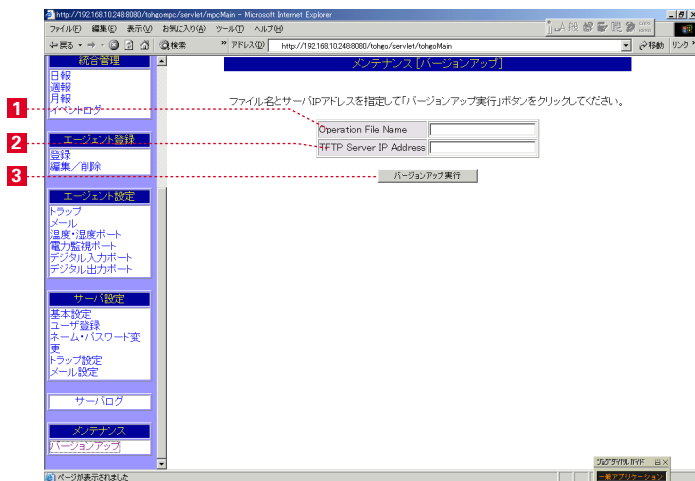 http://192.168.10.248:8080/tohgompc/servlet/mpcMain - Microsoft Internet Explorer
ファイル(F) 編集(E) 表示(V) お気に入り(A) ツール(T) ヘルプ(H)
戻る 検索 » アドレス(D) http://192.168.10.248:8080/tohgo/servlet/tohgoMain 移動 リンク »
統合管理
日報
週報
月報
イベントログ
エージェント登録
登録
編集／削除
エージェント設定
トラップ
メール
温度・湿度ポート
電力監視ポート
デジタル入力ポート
デジタル出力ポート
サーバ設定
基本設定
ユーザ登録
ネーム・パスワード変
更
トラップ設定
メール設定
サーバログ
メンテナンス
バージョンアップ
メンテナンス [バージョンアップ]
ファイル名とサーバIPアドレスを指定して「バージョンアップ実行」ボタンをクリックしてください。
1
Operation File Name
2
TFTP Server IP Address
3
バージョンアップ実行
ページが表示されました
一般アプリケーション